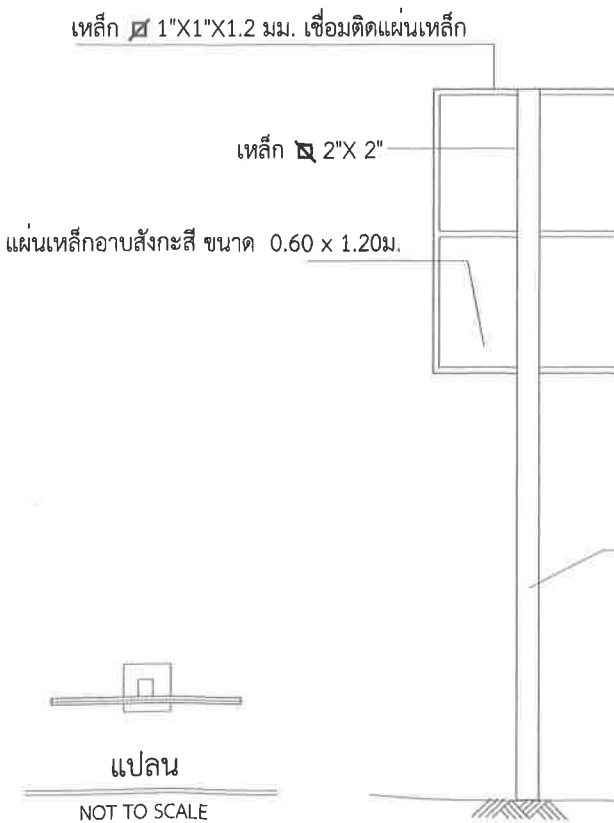 เหล็ก 1"X1"X1.2 มม. เชื่อมติดแผ่นเหล็ก
เหล็ก 2"X 2"
แผ่นเหล็กอาบสังกะสี ขนาด 0.60 x 1.20ม.
แปลน
NOT TO SCALE